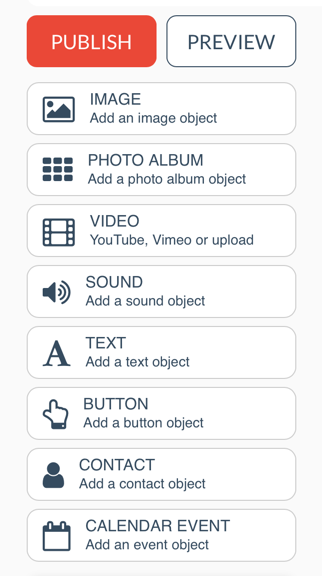 PUBLISH PREVIEW
IMAGE
Add an image object
PHOTO ALBUM
Add a photo album object
VIDEO
YouTube, Vimeo or upload
SOUND
Add a sound object
TEXT
Add a text object
BUTTON
Add a button object
CONTACT
Add a contact object
CALENDAR EVENT
Add an event object